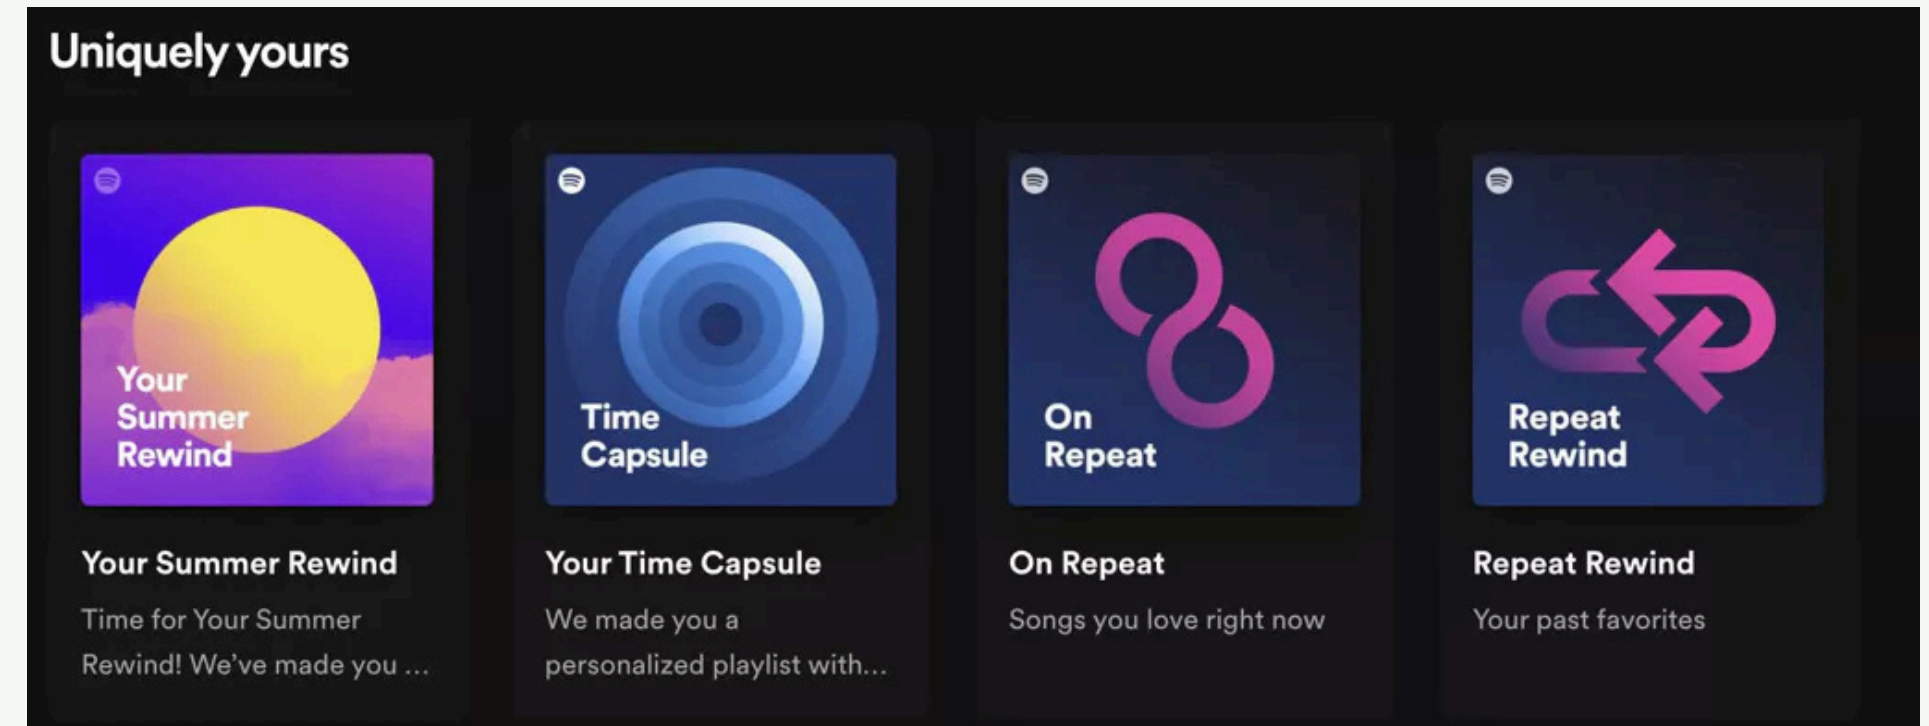 Uniquely yours
Your
Summer
Rewind
Time
Capsule
On
Repeat
Repeat
Rewind
Your Summer Rewind
Time for Your Summer
Rewind! We've made you ...
Your Time Capsule
We made you a
personalized playlist with...
On Repeat
Songs you love right now
Repeat Rewind
Your past favorites